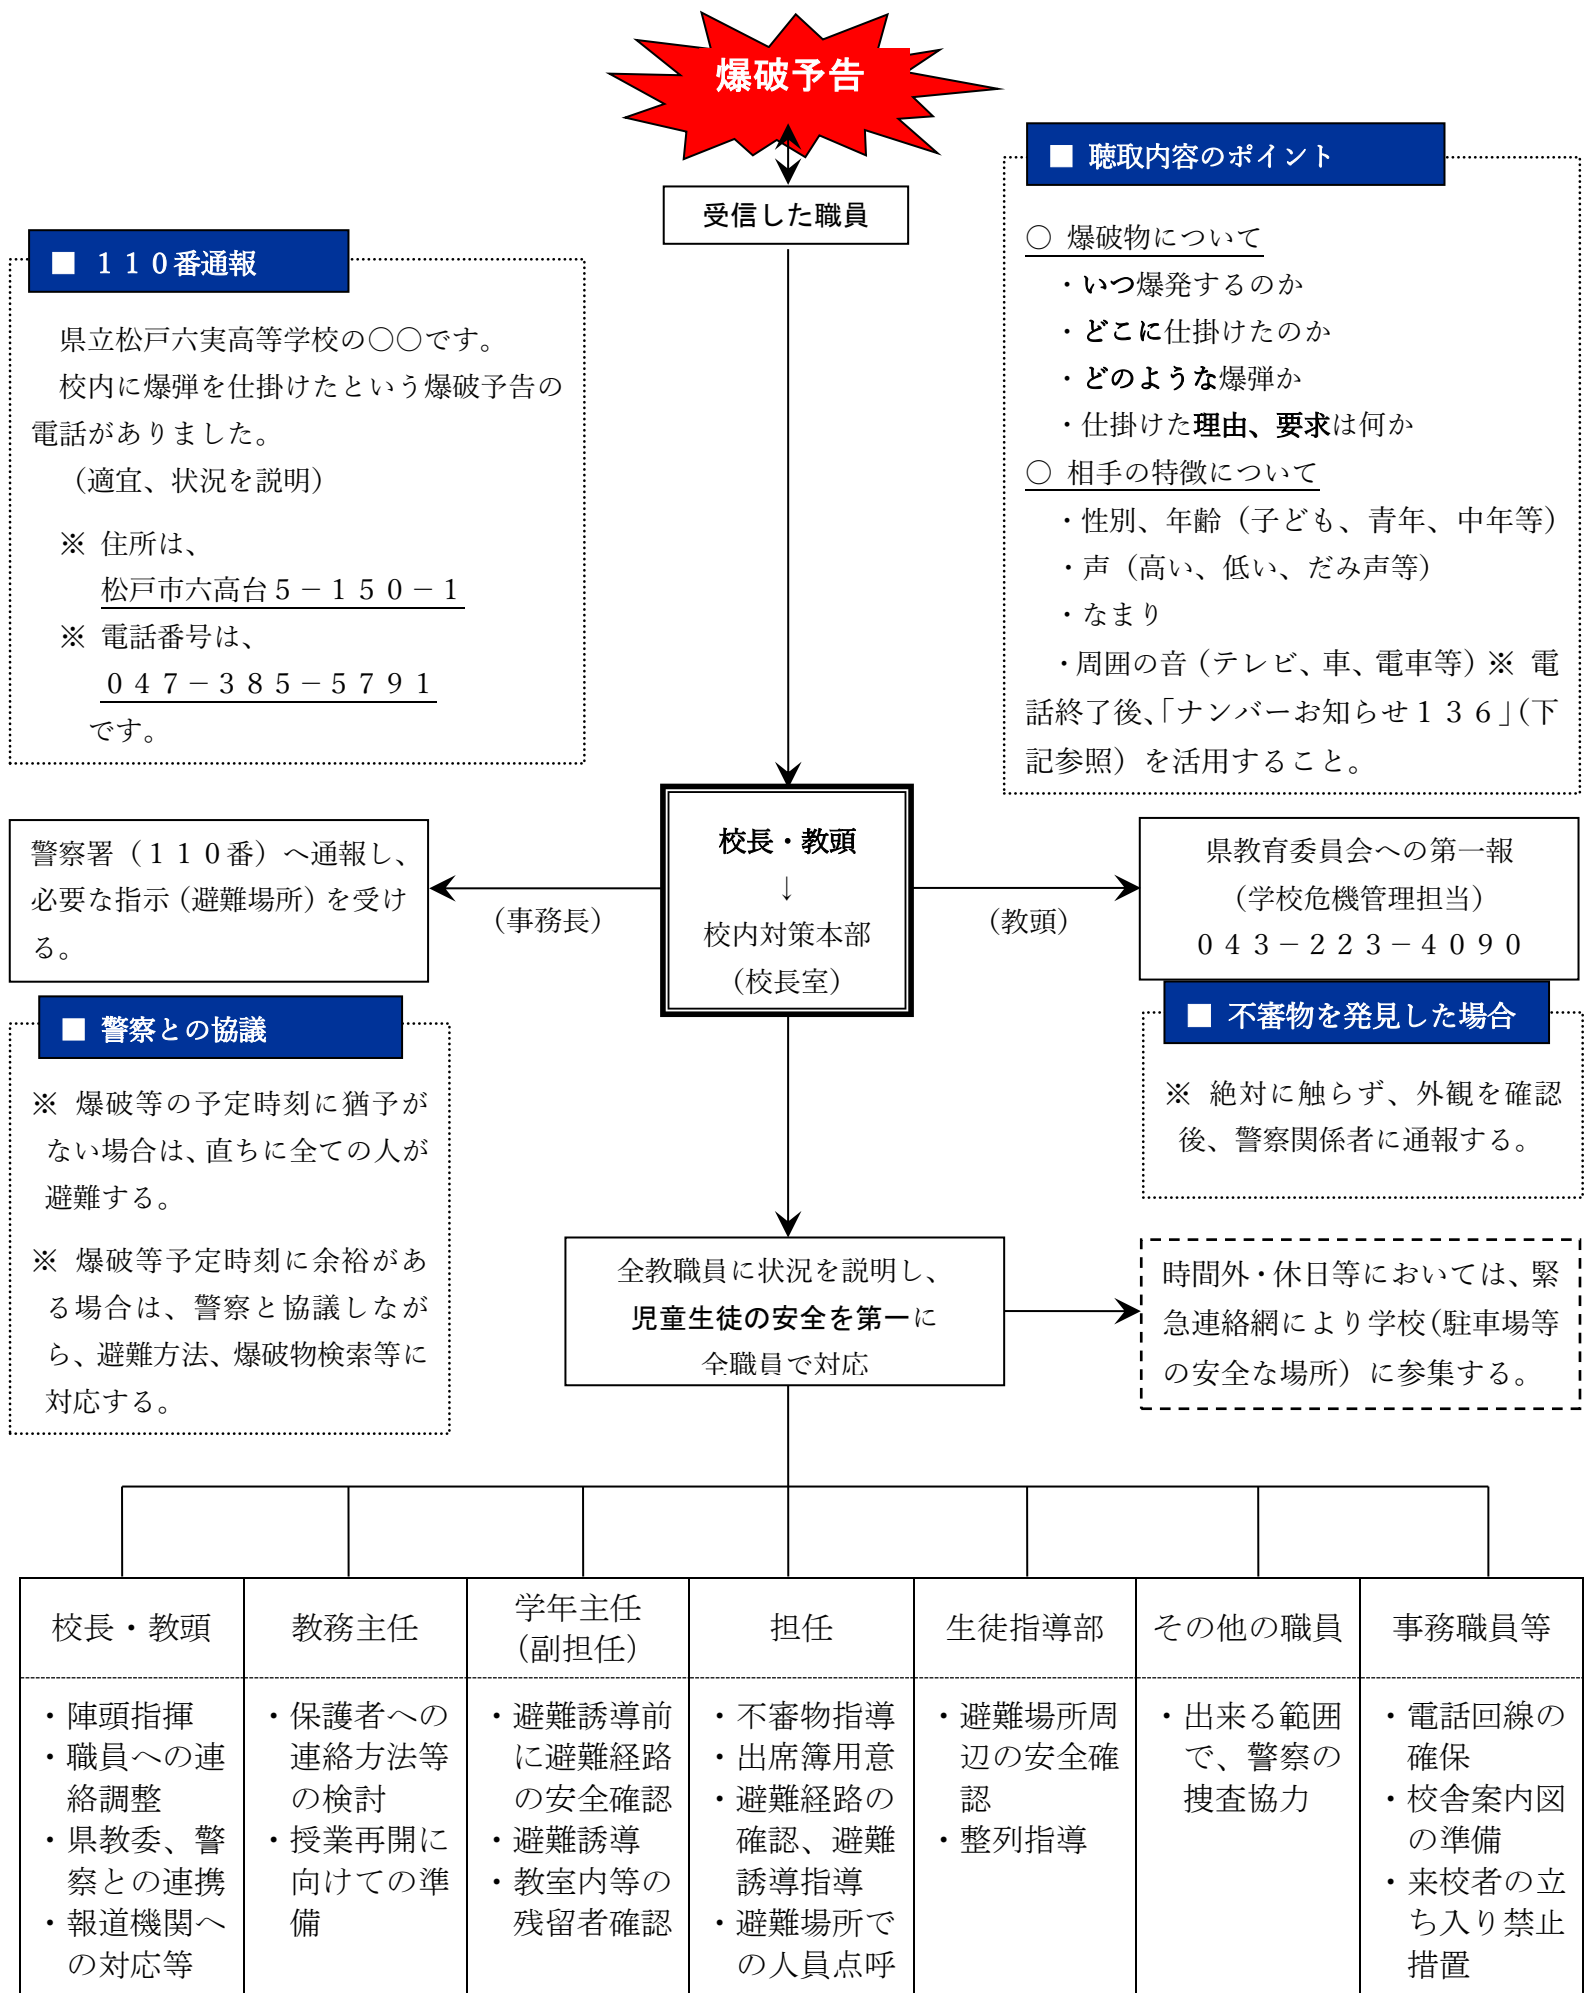 爆破予告
受信した職員
■ 聴取内容のポイント
○ 爆破物について
・いつ爆発するのか
・どこに仕掛けたのか
・どのような爆弾か
・仕掛けた理由、要求は何か
○ 相手の特徴について
・性別、年齢（子ども、青年、中年等）
・声（高い、低い、だみ声等）
・なまり
・周囲の音（テレビ、車、電車等）※ 電
話終了後、「ナンバーお知らせ１３６」（下
記参照）を活用すること。
■ １１０番通報
県立松戸六実高等学校の○○です。
校内に爆弾を仕掛けたという爆破予告の
電話がありました。
（適宜、状況を説明）
※ 住所は、
松戸市六高台５－１５０－１
※ 電話番号は、
０４７－３８５－５７９１
です。
警察署（１１０番）へ通報し、
必要な指示（避難場所）を受け
る。
（事務長）
校長・教頭
↓
校内対策本部
（校長室）
（教頭）
県教育委員会への第一報
（学校危機管理担当）
０４３－２２３－４０９０
■ 警察との協議
※ 爆破等の予定時刻に猶予が
ない場合は、直ちに全ての人が
避難する。
※ 爆破等予定時刻に余裕があ
る場合は、警察と協議しなが
ら、避難方法、爆破物検索等に
対応する。
■ 不審物を発見した場合
※ 絶対に触らず、外観を確認
後、警察関係者に通報する。
全教職員に状況を説明し、
児童生徒の安全を第一に
全職員で対応
時間外・休日等においては、緊
急連絡網により学校（駐車場等
の安全な場所）に参集する。
校長・教頭
・陣頭指揮
・職員への連
絡調整
・県教委、警
察との連携
・報道機関へ
の対応等
教務主任
・保護者への
連絡方法等
の検討
・授業再開に
向けての準
備
学年主任
（副担任）
・避難誘導前
に避難経路
の安全確認
・避難誘導
・教室内等の
残留者確認
担任
・不審物指導
・出席簿用意
・避難経路の
確認、避難
誘導指導
・避難場所で
の人員点呼
生徒指導部
・避難場所周
辺の安全確
認
・整列指導
その他の職員
・出来る範囲
で、警察の
捜査協力
事務職員等
・電話回線の
確保
・校舎案内図
の準備
・来校者の立
ち入り禁止
措置